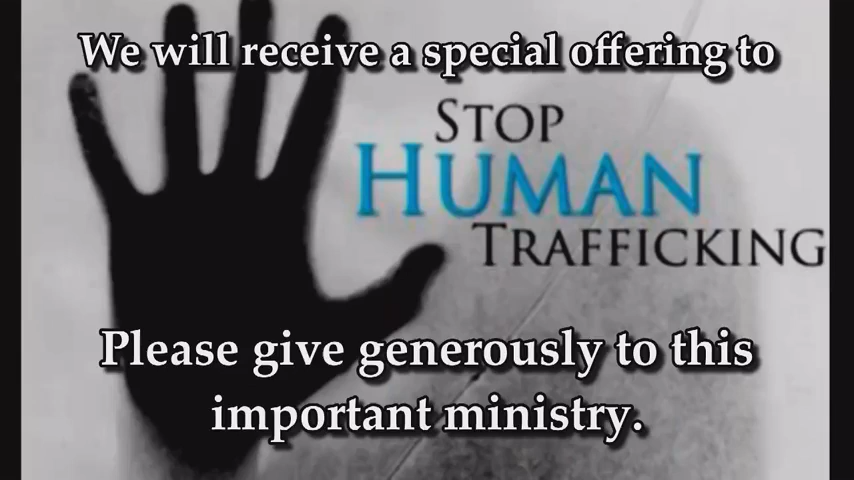 We will receive a special offering to
STOP
HUMAN
TRAFFICKING
Please give generously to this
important ministry.